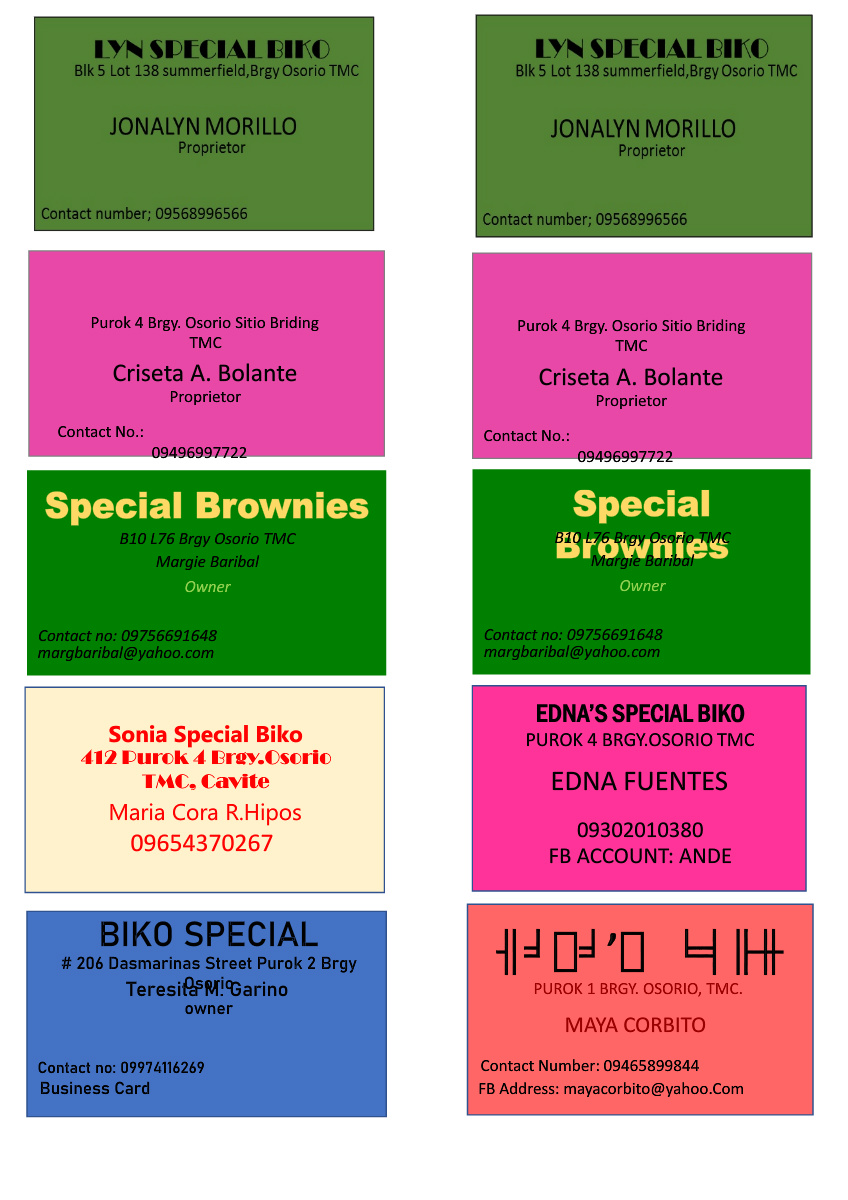 LYN SPECIAL BIKO
Blk 5 Lot 138 summerfield,Brgy Osorio TMC
JONALYN MORILLO
Proprietor
Contact number; 09568996566
LYN SPECIAL BIKO
Blk 5 Lot 138 summerfield,Brgy Osorio TMC
JONALYN MORILLO
Proprietor
Contact number; 09568996566
Purok 4 Brgy. Osorio Sitio Briding
TMC
Criseta A. Bolante
Proprietor
Contact No.:
09496997722
Purok 4 Brgy. Osorio Sitio Briding
TMC
Criseta A. Bolante
Proprietor
Contact No.:
09496997722
Special Brownies
B10 L76 Brgy Osorio TMC
Margie Baribal
Owner
Contact no: 09756691648
margbaribal@yahoo.com
Special
Brownies
B10 L76 Brgy Osorio TMC
Margie Baribal
Owner
Contact no: 09756691648
margbaribal@yahoo.com
Sonia Special Biko
412 Purok 4 Brgy.Osorio
TMC, Cavite
Maria Cora R.Hipos
09654370267
EDNA'S SPECIAL BIKO
PUROK 4 BRGY.OSORIO TMC
EDNA FUENTES
09302010380
FB ACCOUNT: ANDE
BIKO SPECIAL
# 206 Dasmarinas Street Purok 2 Brgy
Osorio
Teresita M. Garino
owner
Contact no: 09974116269
Business Card
PUROK 1 BRGY. OSORIO, TMC.
MAYA CORBITO
Contact Number: 09465899844
FB Address: mayacorbito@yahoo.Com